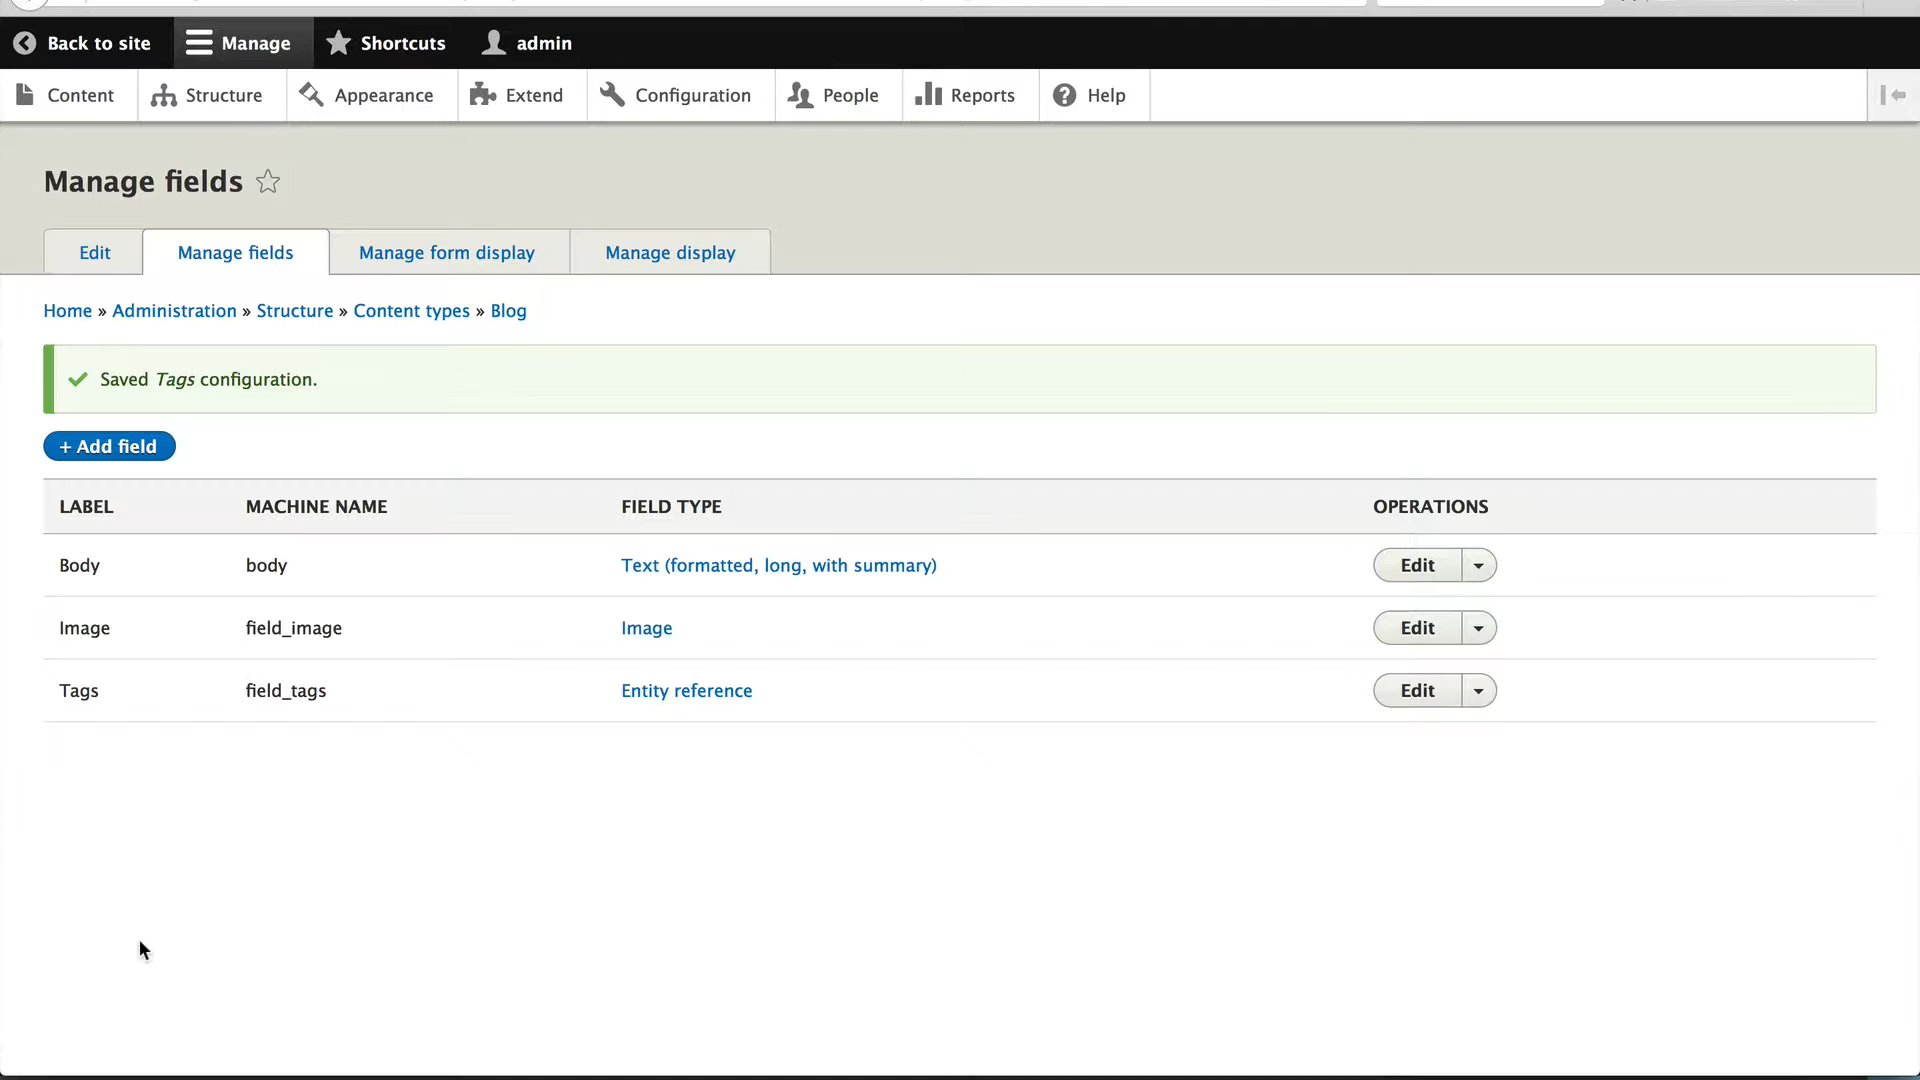 Back to site Manage Shortcuts admin
Content Structure Appearance Extend Configuration People Reports Help
Manage fields
Edit Manage fields Manage form display Manage display
Home » Administration » Structure » Content types » Blog
Saved Tags configuration.
+ Add field
LABEL MACHINE NAME FIELD TYPE OPERATIONS
Body body Text (formatted, long, with summary) Edit
Image field_image Image Edit
Tags field_tags Entity reference Edit